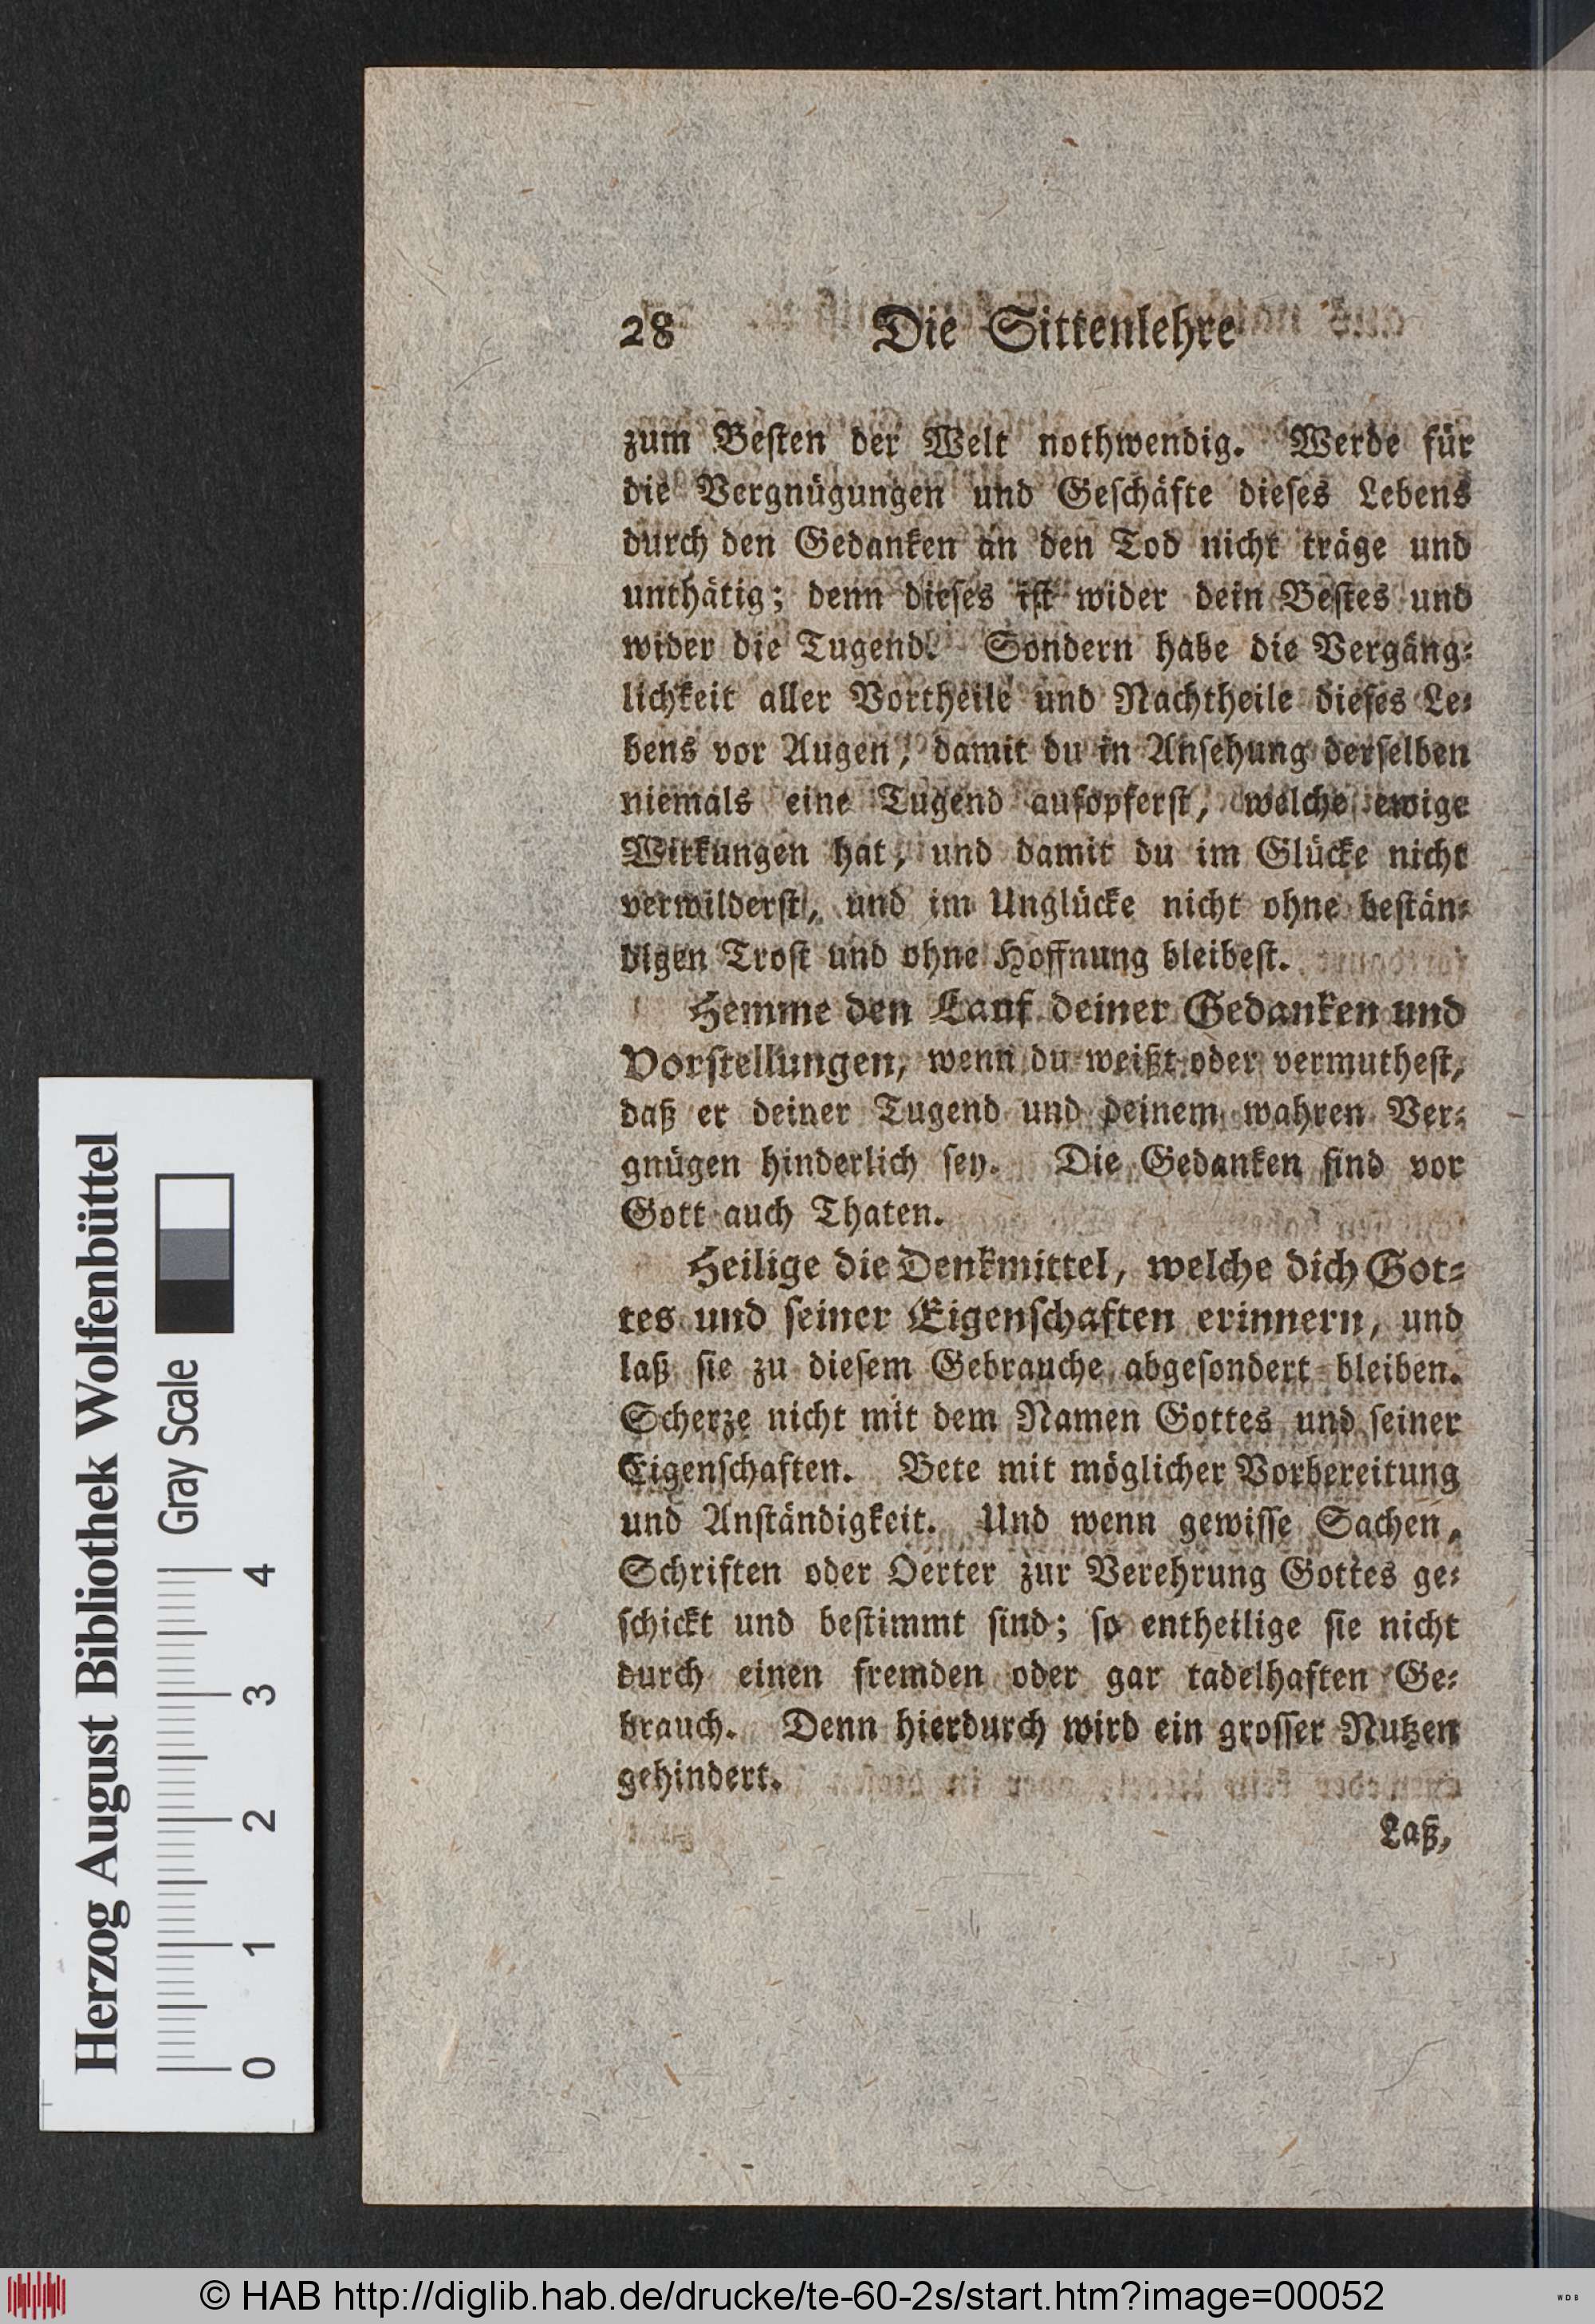 28 Die Sittenlehre
zum Besten der Welt nothwendig. Werde für
die Vergnügungen und Geschäfte dieses Lebens
durch den Gedanken an den Tod nicht träge und
unthätig; denn dieses ist wider dein Bestes und
wider die Tugend. Sondern habe die Vergäng-
lichkeit aller Vortheile und Nachtheile dieses Le-
bens vor Augen, damit du in Ansehung derselben
niemals eine Tugend aufopferst, welche ewige
Wirkungen hat, und damit du im Glücke nicht
verwilderst, und im Unglücke nicht ohne bestän-
digen Trost und ohne Hoffnung bleibest.
Hemme den Lauf deiner Gedanken und
Vorstellungen, wenn du weißt oder vermuthest,
daß er deiner Tugend und deinem wahren Ver-
gnügen hinderlich sey. Die Gedanken sind vor
Gott auch Thaten.
Heilige die Denkmittel, welche dich Got-
tes und seiner Eigenschaften erinnern, und
laß sie zu diesem Gebrauche abgesondert bleiben.
Scherze nicht mit dem Namen Gottes und seiner
Eigenschaften. Bete mit möglicher Vorbereitung
und Anständigkeit. Und wenn gewisse Sachen,
Schriften oder Oerter zur Verehrung Gottes ge-
schickt und bestimmt sind; so entheilige sie nicht
durch einen fremden oder gar tadelhaften Ge-
brauch. Denn hierdurch wird ein grosser Nutzen
gehindert.
Laß,
Herzog August Bibliothek Wolfenbüttel
Gray Scale
0 1 2 3 4
© HAB http://diglib.hab.de/drucke/te-60-2s/start.htm?image=00052
WDB